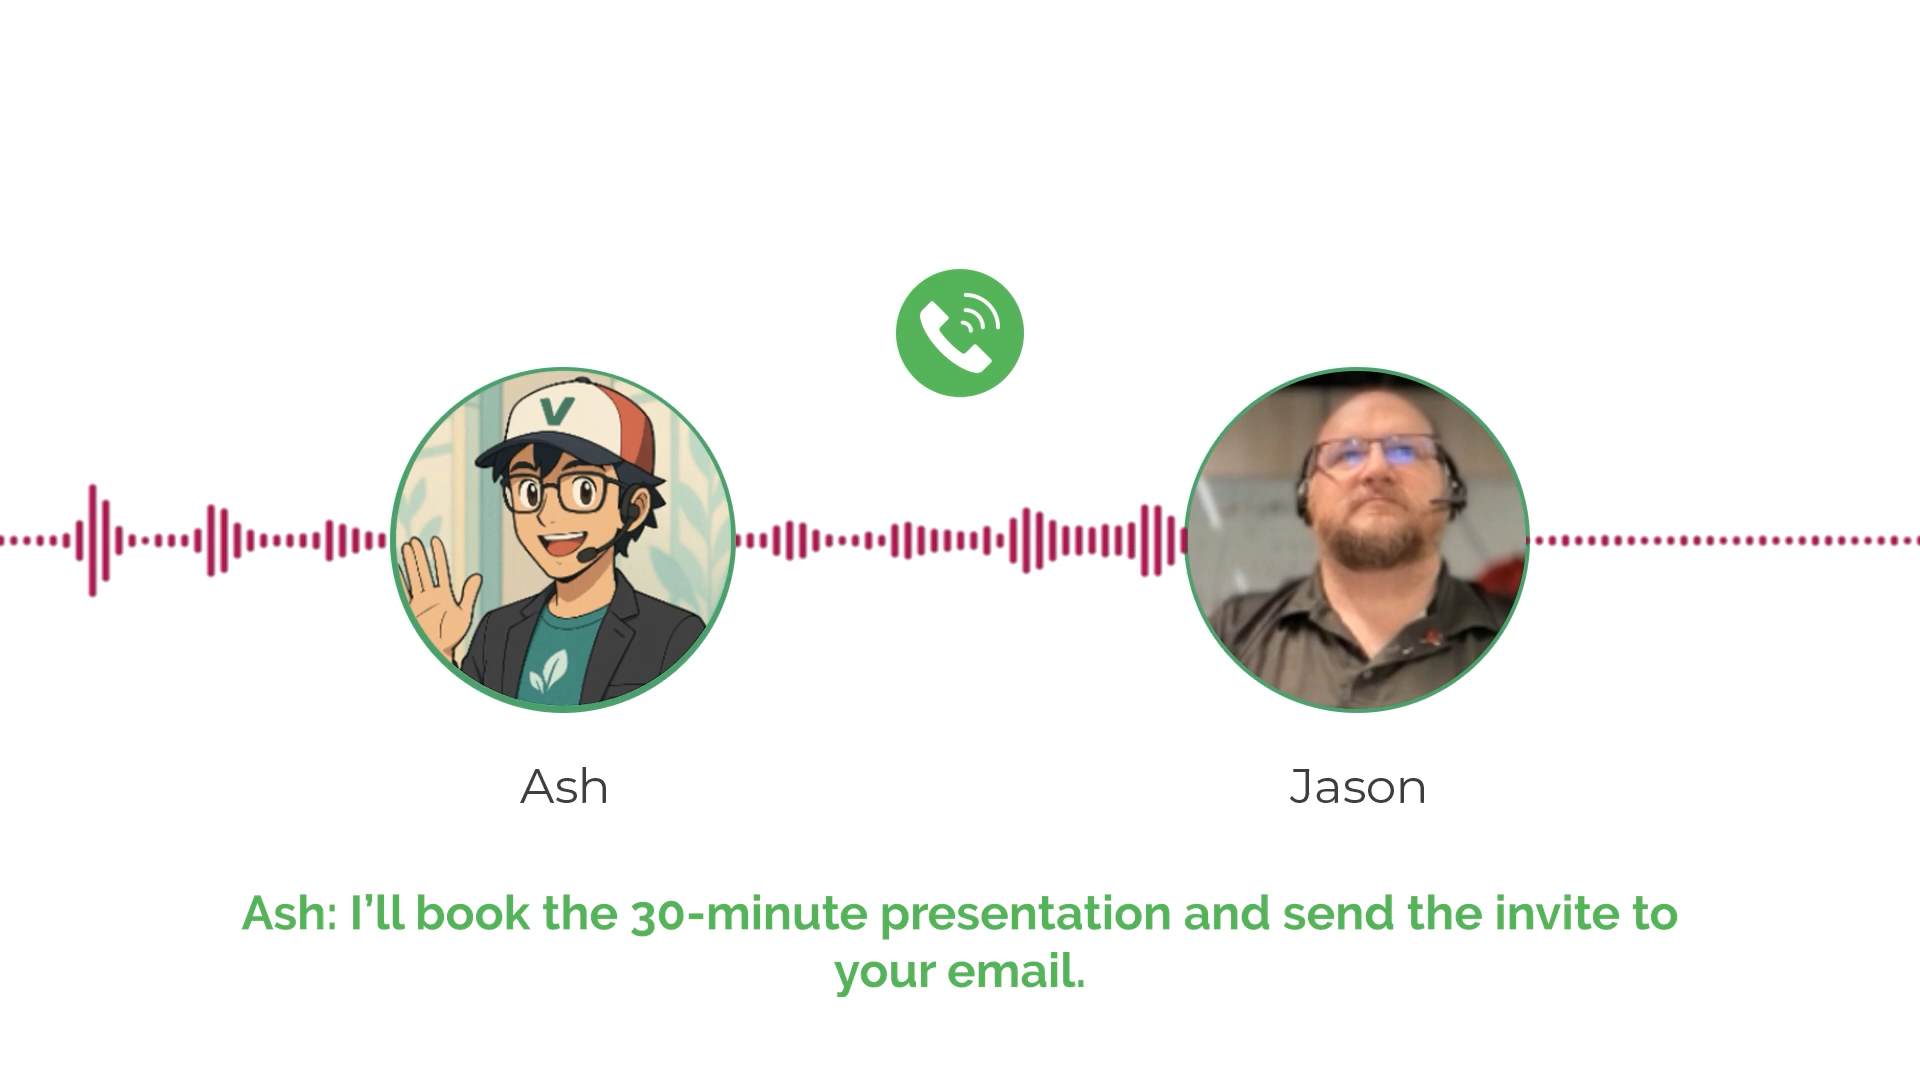 V
Ash
Jason
Ash: I’ll book the 30-minute presentation and send the invite to
your email.